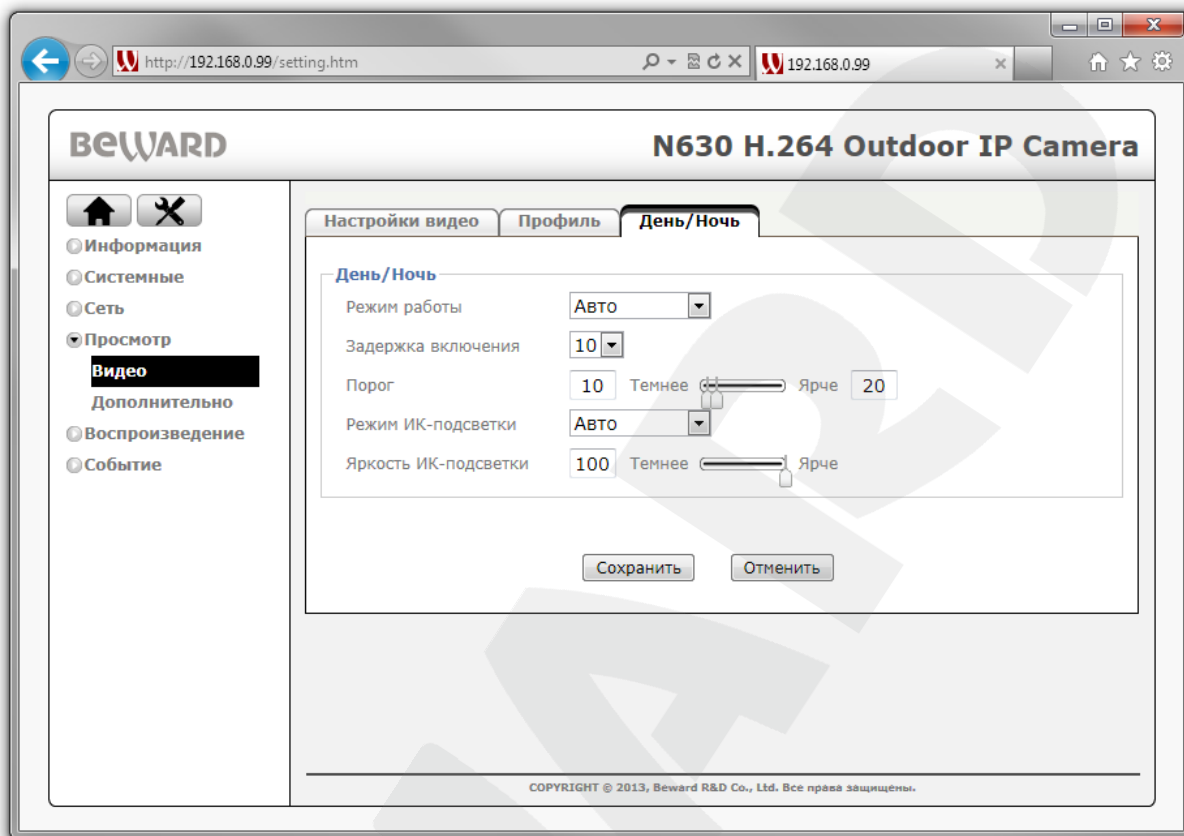 http://192.168.0.99/setting.htm
192.168.0.99
BEWARD
N630 H.264 Outdoor IP Camera
Информация
Системные
Сеть
Просмотр
Видео
Дополнительно
Воспроизведение
Событие
Настройки видео Профиль День/Ночь
День/Ночь
Режим работы Авто
Задержка включения 10
Порог 10 Темнее Ярче 20
Режим ИК-подсветки Авто
Яркость ИК-подсветки 100 Темнее Ярче
Сохранить Отменить
COPYRIGHT © 2013, Beward R&D Co., Ltd. Все права защищены.